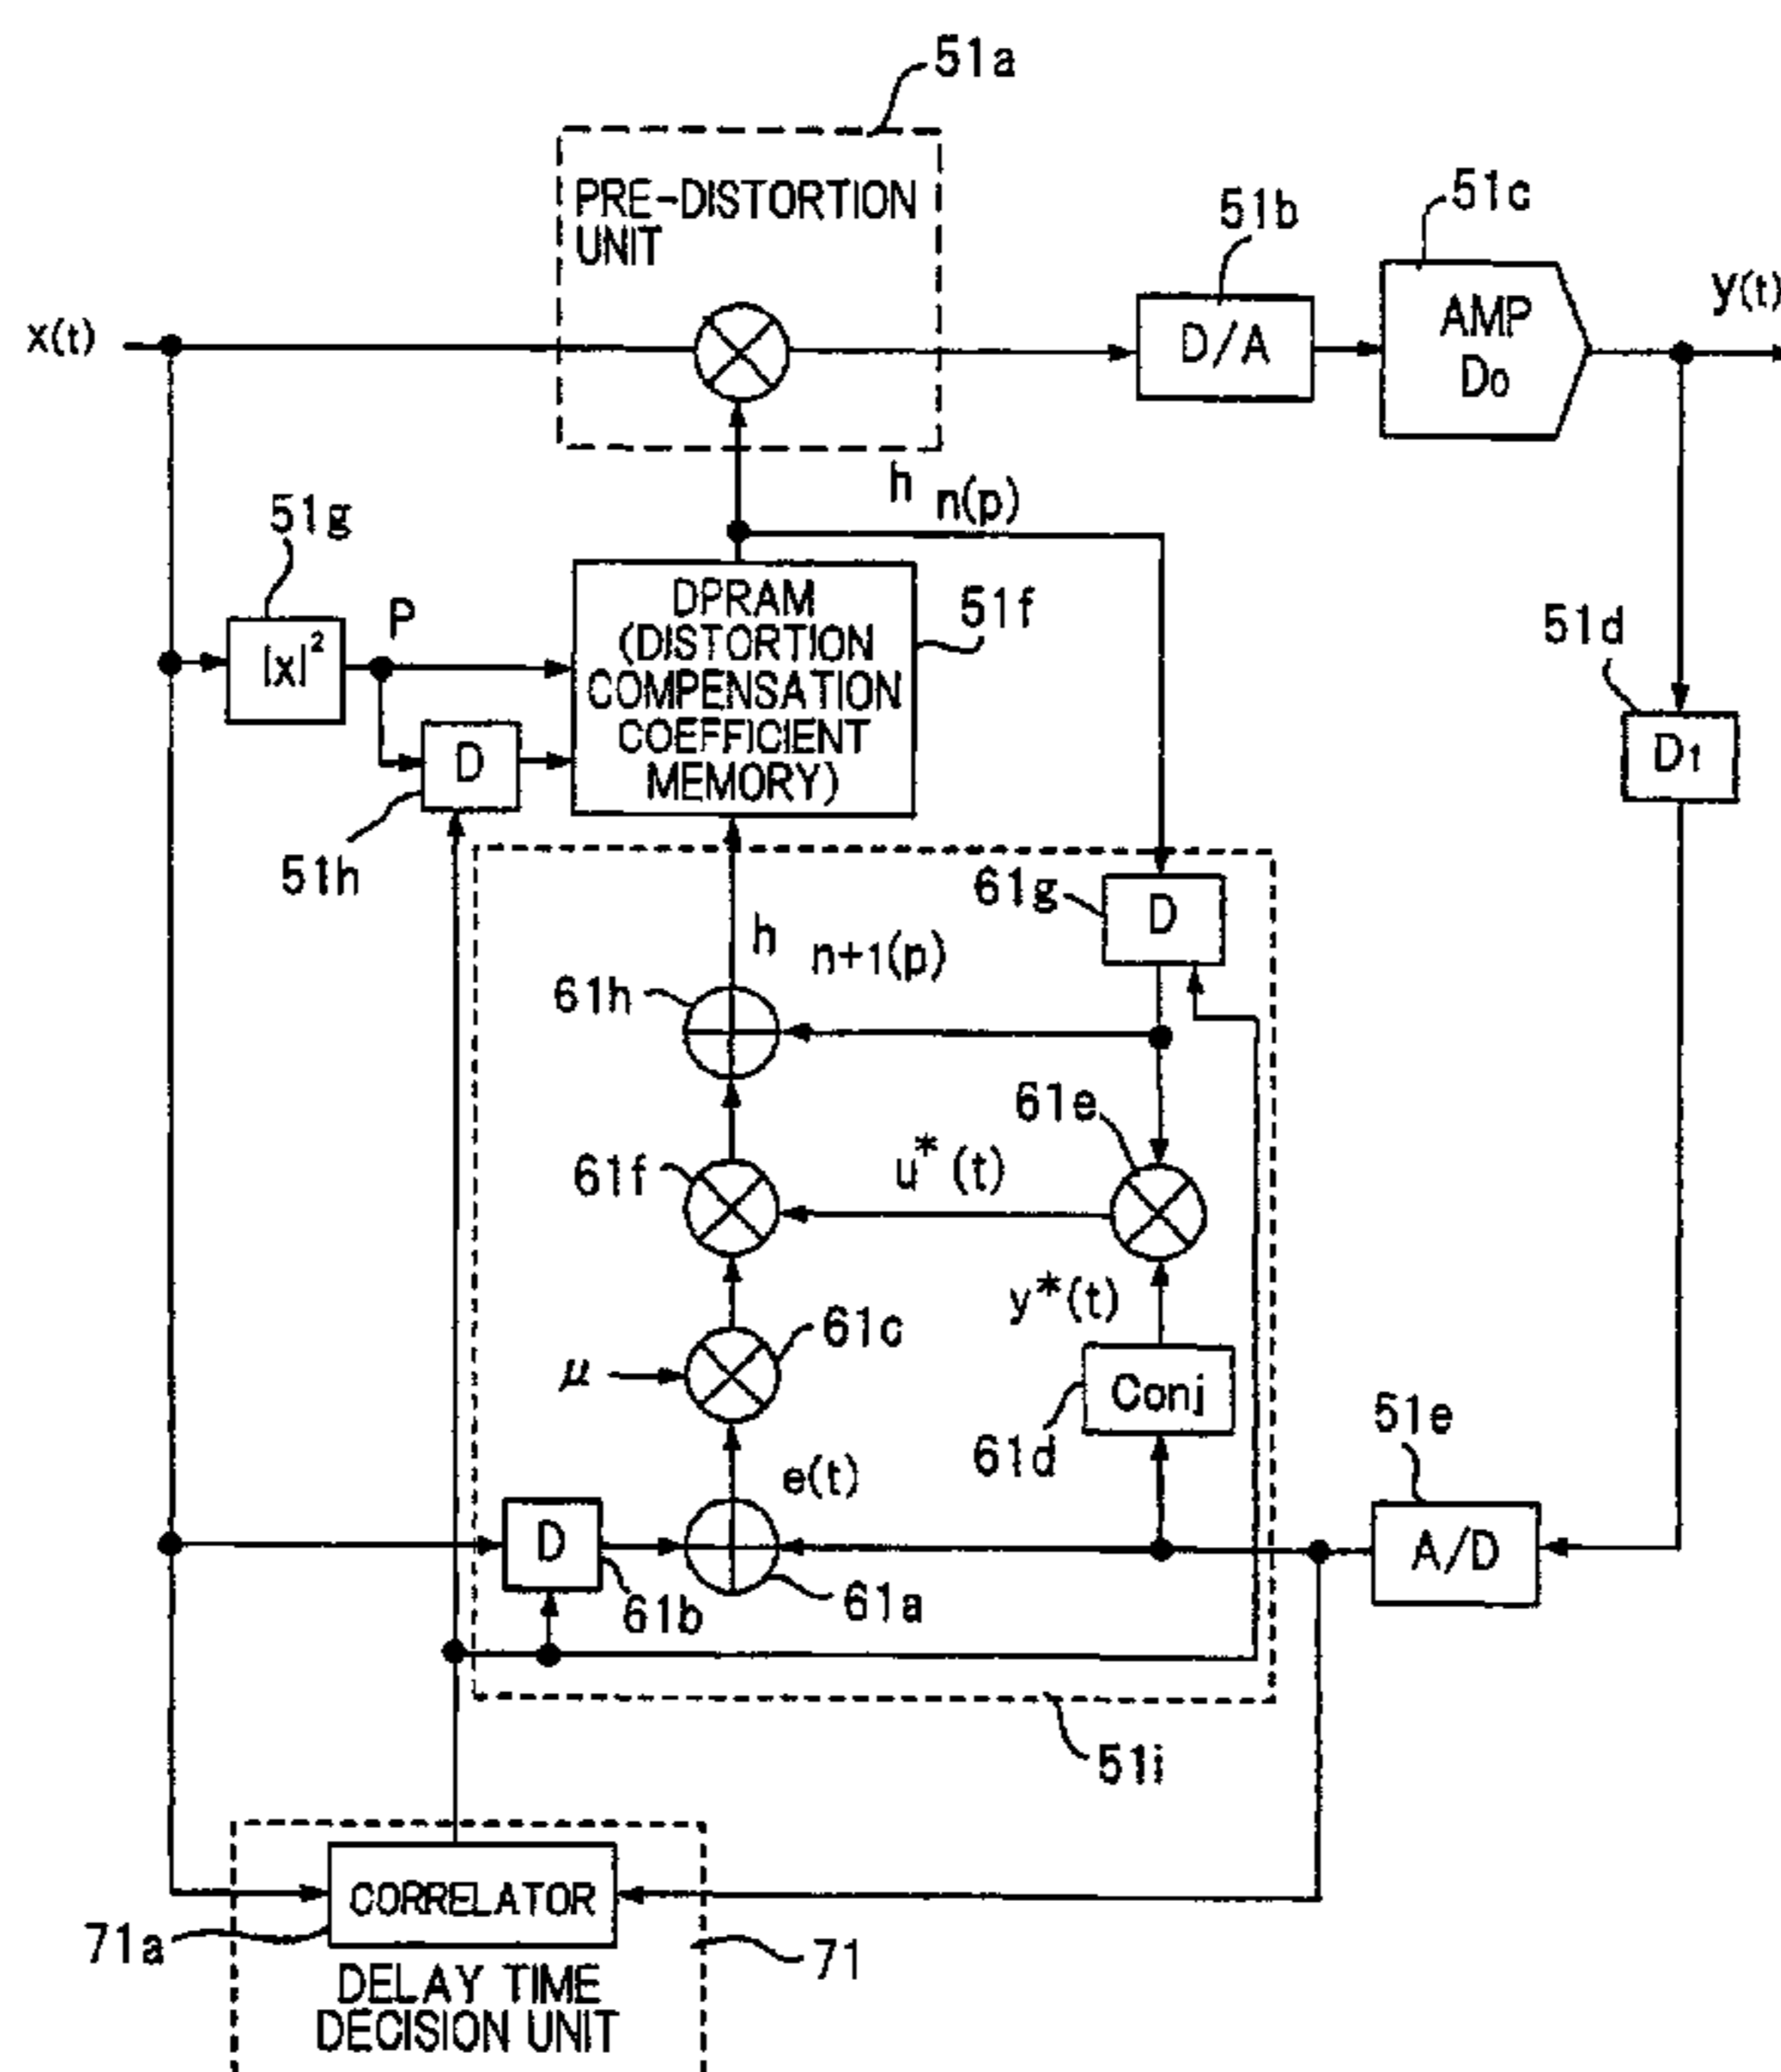 51a
PRE-DISTORTION
UNIT
51b
51c
x(t)
D/A
AMP
D0
y(t)
h n(p)
51g
|x|²
P
DPRAM
(DISTORTION
COMPENSATION
COEFFICIENT
MEMORY)
51f
51d
D1
D
51h
61g
D
h n+1(p)
61h
61e
61f
u*(t)
y*(t)
61c
μ
Conj
61d
51e
e(t)
D
A/D
61b
61a
51i
CORRELATOR
71a
71
DELAY TIME
DECISION UNIT